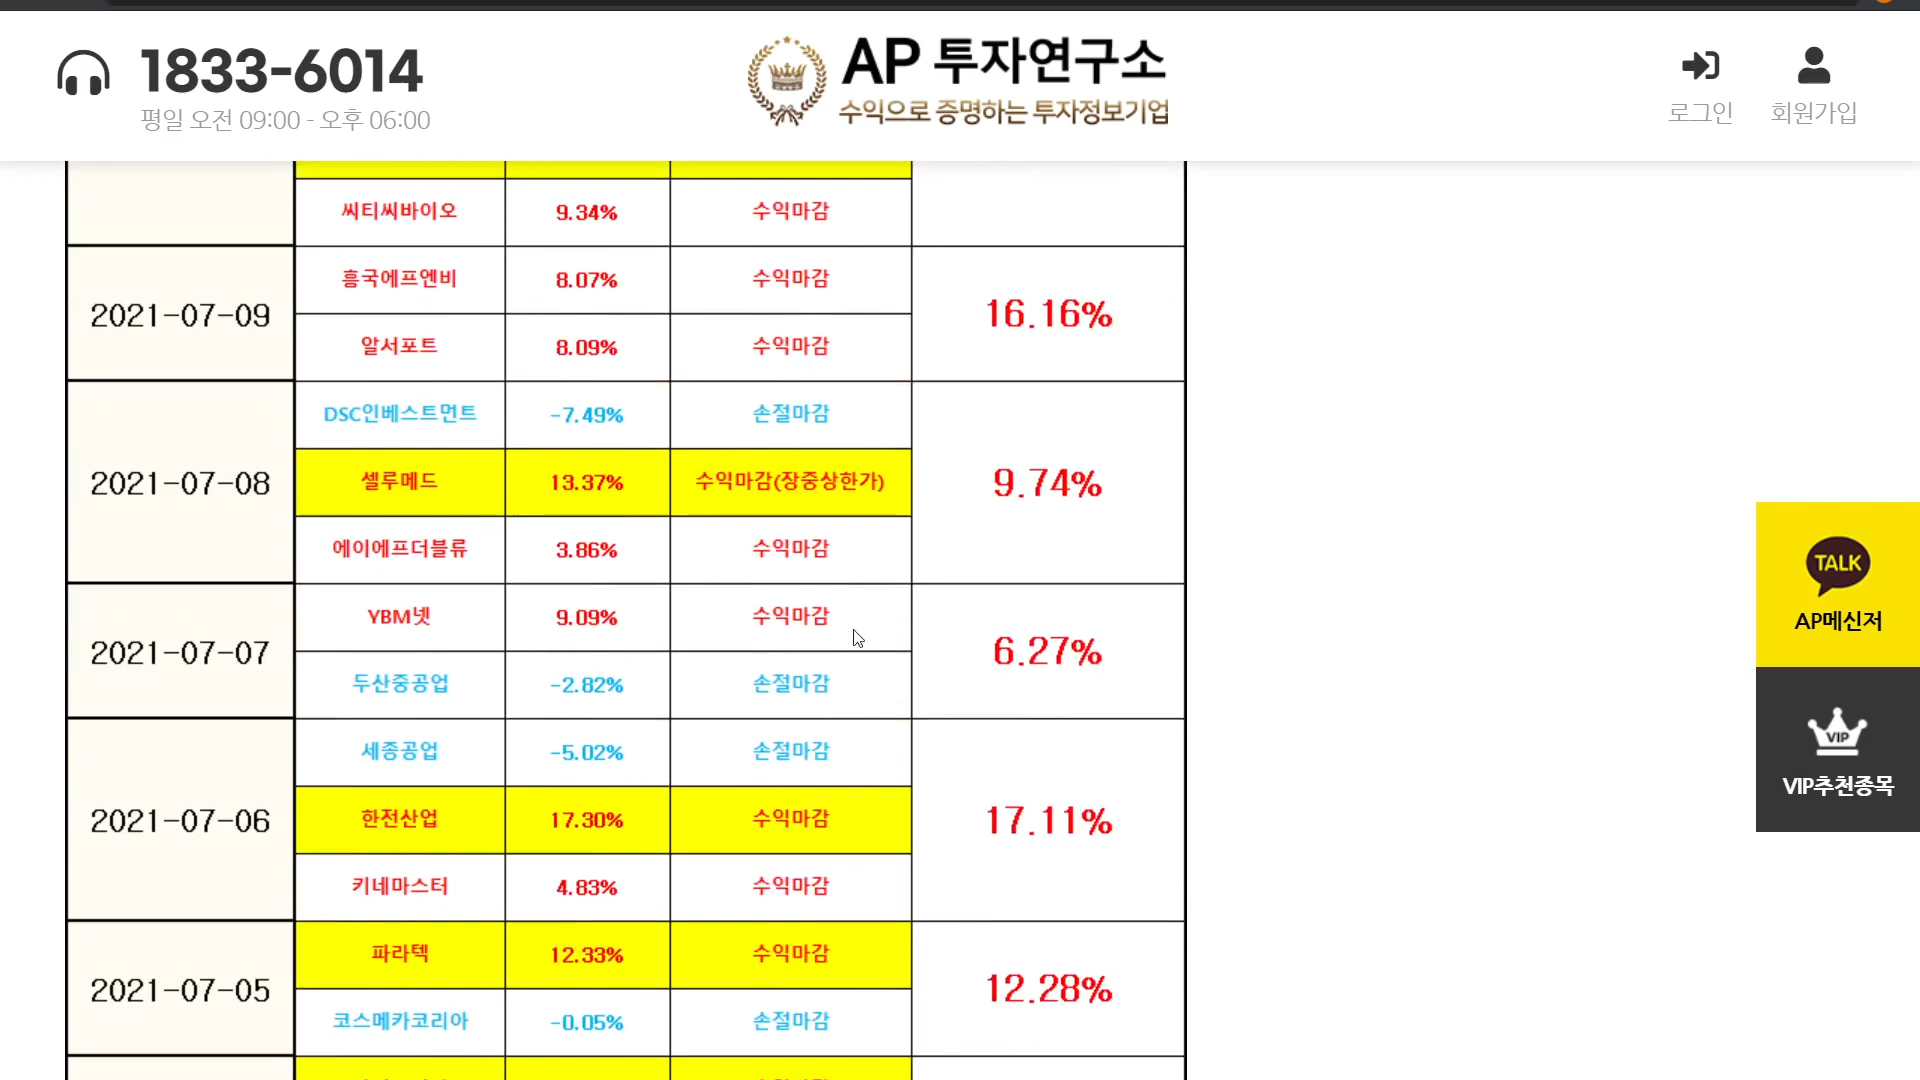 1833-6014
평일 오전 09:00 - 오후 06:00
AP 투자연구소
수익으로 증명하는 투자정보기업
로그인
회원가입
씨티씨바이오 9.34% 수익마감
2021-07-09
흥국에프엔비 8.07% 수익마감
16.16%
알서포트 8.09% 수익마감
DSC인베스트먼트 -7.49% 손절마감
2021-07-08
셀루메드 13.37% 수익마감(장중상한가)
9.74%
에이에프더블류 3.86% 수익마감
2021-07-07
YBM넷 9.09% 수익마감
6.27%
두산중공업 -2.82% 손절마감
세종공업 -5.02% 손절마감
2021-07-06
한전산업 17.30% 수익마감
17.11%
키네마스터 4.83% 수익마감
2021-07-05
파라텍 12.33% 수익마감
12.28%
코스메카코리아 -0.05% 손절마감
TALK
AP메신저
VIP
VIP추천종목